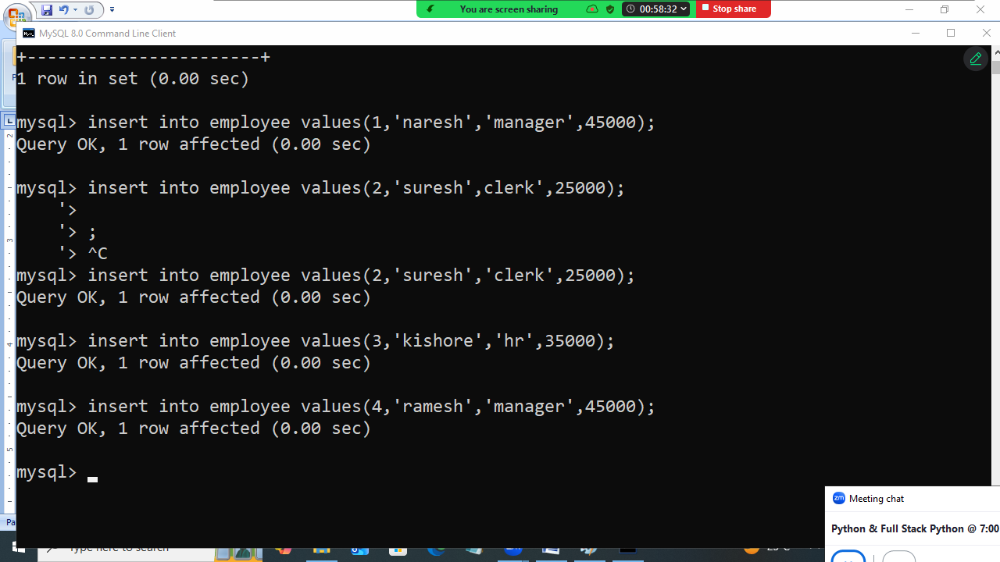 You are screen sharing
00:58:32
Stop share
MySQL 8.0 Command Line Client
+-----------------------+
1 row in set (0.00 sec)
mysql> insert into employee values(1,'naresh','manager',45000);
Query OK, 1 row affected (0.00 sec)
mysql> insert into employee values(2,'suresh',clerk',25000);
'>
'> ;
'> ^C
mysql> insert into employee values(2,'suresh','clerk',25000);
Query OK, 1 row affected (0.00 sec)
mysql> insert into employee values(3,'kishore','hr',35000);
Query OK, 1 row affected (0.00 sec)
mysql> insert into employee values(4,'ramesh','manager',45000);
Query OK, 1 row affected (0.00 sec)
mysql>
zm Meeting chat
Python & Full Stack Python @ 7:00
Pa
Type here to search